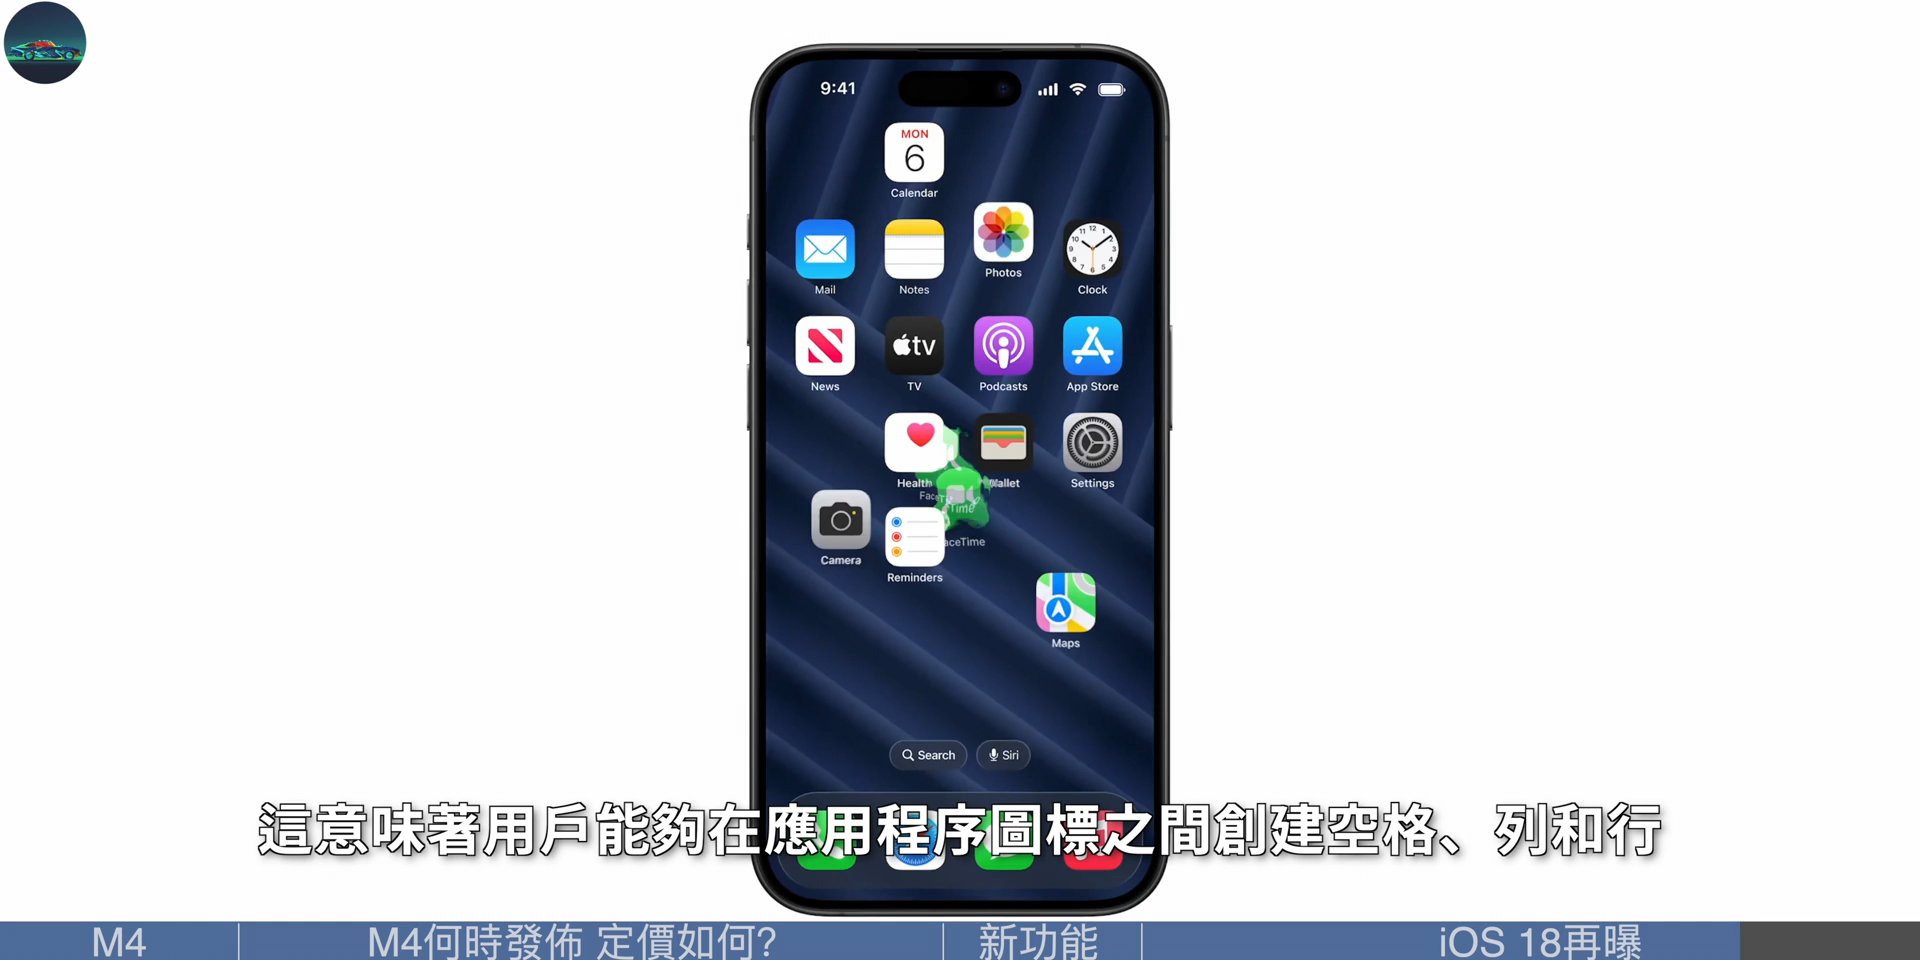 9:41
MON
6
Calendar
Mail
Notes
Photos
Clock
News
tv
TV
Podcasts
App Store
Health
Wallet
Settings
Camera
Reminders
Maps
Search
Siri
這意味著用戶能夠在應用程序圖標之間創建空格、列和行
M4
M4何時發佈 定價如何?
新功能
iOS 18再曝